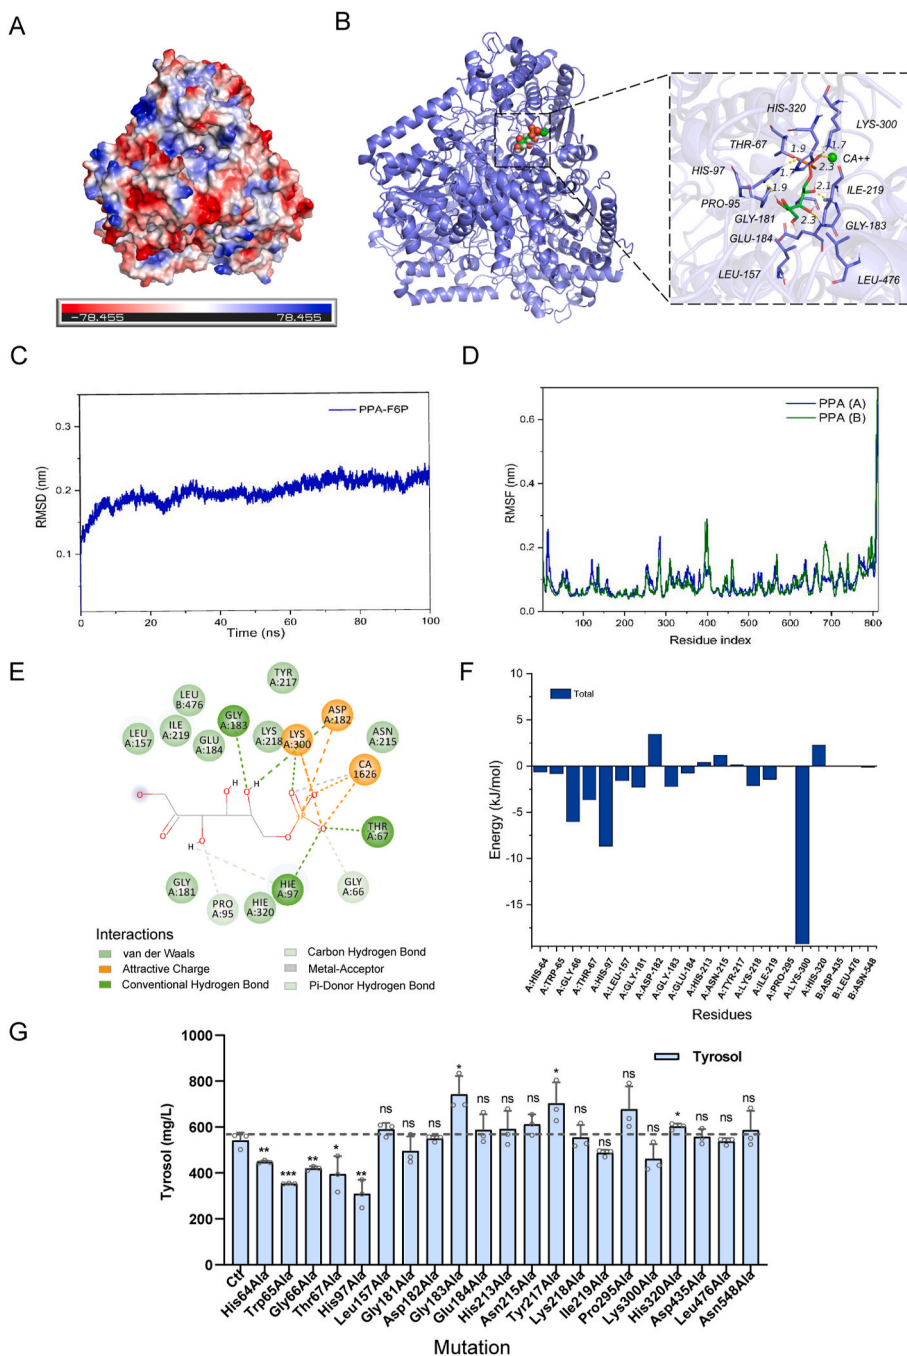 A
B
-78.455
78.455
HIS-320
LYS-300
THR-67
1.9
1.7
CA++
HIS-97
1.7
2.3
1.9
2.1
ILE-219
PRO-95
GLY-181
2.3
GLY-183
GLU-184
LEU-157
LEU-476
C
D
0.3
0.2
0.1
RMSD (nm)
PPA-F6P
0
20
40
60
80
100
Time (ns)
0.6
0.4
0.2
0.0
RMSF (nm)
PPA (A)
PPA (B)
100
200
300
400
500
600
700
800
Residue index
E
TYR
A:217
LEU
B:476
GLY
A:183
ASP
A:182
LEU
A:157
ILE
A:219
GLU
A:184
LYS
A:218
LYS
A:300
ASN
A:215
CA
1626
H
H
O
O
O
O
O
O
P
O
O
O
H
THR
A:67
GLY
A:181
PRO
A:95
HIE
A:320
HIE
A:97
GLY
A:66
Interactions
van der Waals
Attractive Charge
Conventional Hydrogen Bond
Carbon Hydrogen Bond
Metal-Acceptor
Pi-Donor Hydrogen Bond
F
10
5
0
-5
-10
-15
Energy (kJ/mol)
Total
A:HIS-64
A:TRP-65
A:GLY-66
A:THR-67
A:HIS-97
A:LEU-157
A:GLY-181
A:ASP-182
A:GLY-183
A:GLU-184
A:HIS-213
A:ASN-215
A:TYR-217
A:LYS-218
A:ILE-219
A:PRO-295
A:LYS-300
A:HIS-320
B:ASP-435
B:LEU-476
B:ASN-548
Residues
G
1000
800
600
400
200
0
Tyrosol (mg/L)
Tyrosol
**
***
**
*
**
ns
ns
ns
*
ns
ns
ns
*
ns
ns
ns
ns
*
ns
ns
ns
Ctrl
His64Ala
Trp65Ala
Gly66Ala
Thr67Ala
His97Ala
Leu157Ala
Gly181Ala
Asp182Ala
Gly183Ala
Glu184Ala
His213Ala
Asn215Ala
Tyr217Ala
Lys218Ala
Ile219Ala
Pro295Ala
Lys300Ala
His320Ala
Asp435Ala
Leu476Ala
Asn548Ala
Mutation